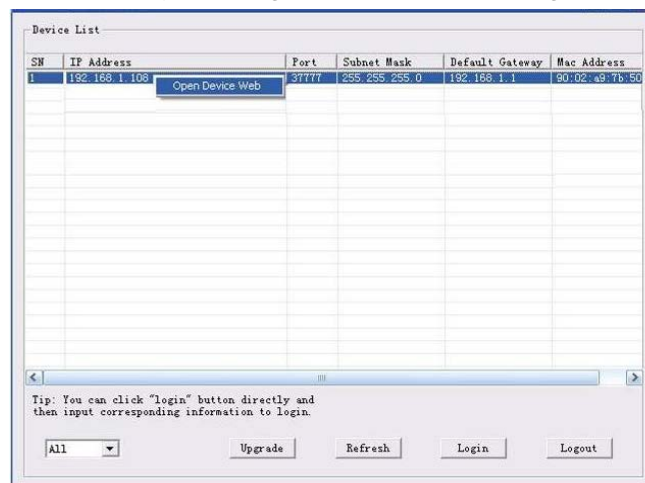 Device List
SN IP Address Port Subnet Mask Default Gateway Mac Address
1 192.168.1.108 37777 255.255.255.0 192.168.1.1 90:02:a9:7b:50
Open Device Web
Tip: You can click "login" button directly and
then input corresponding information to login.
All Upgrade Refresh Login Logout